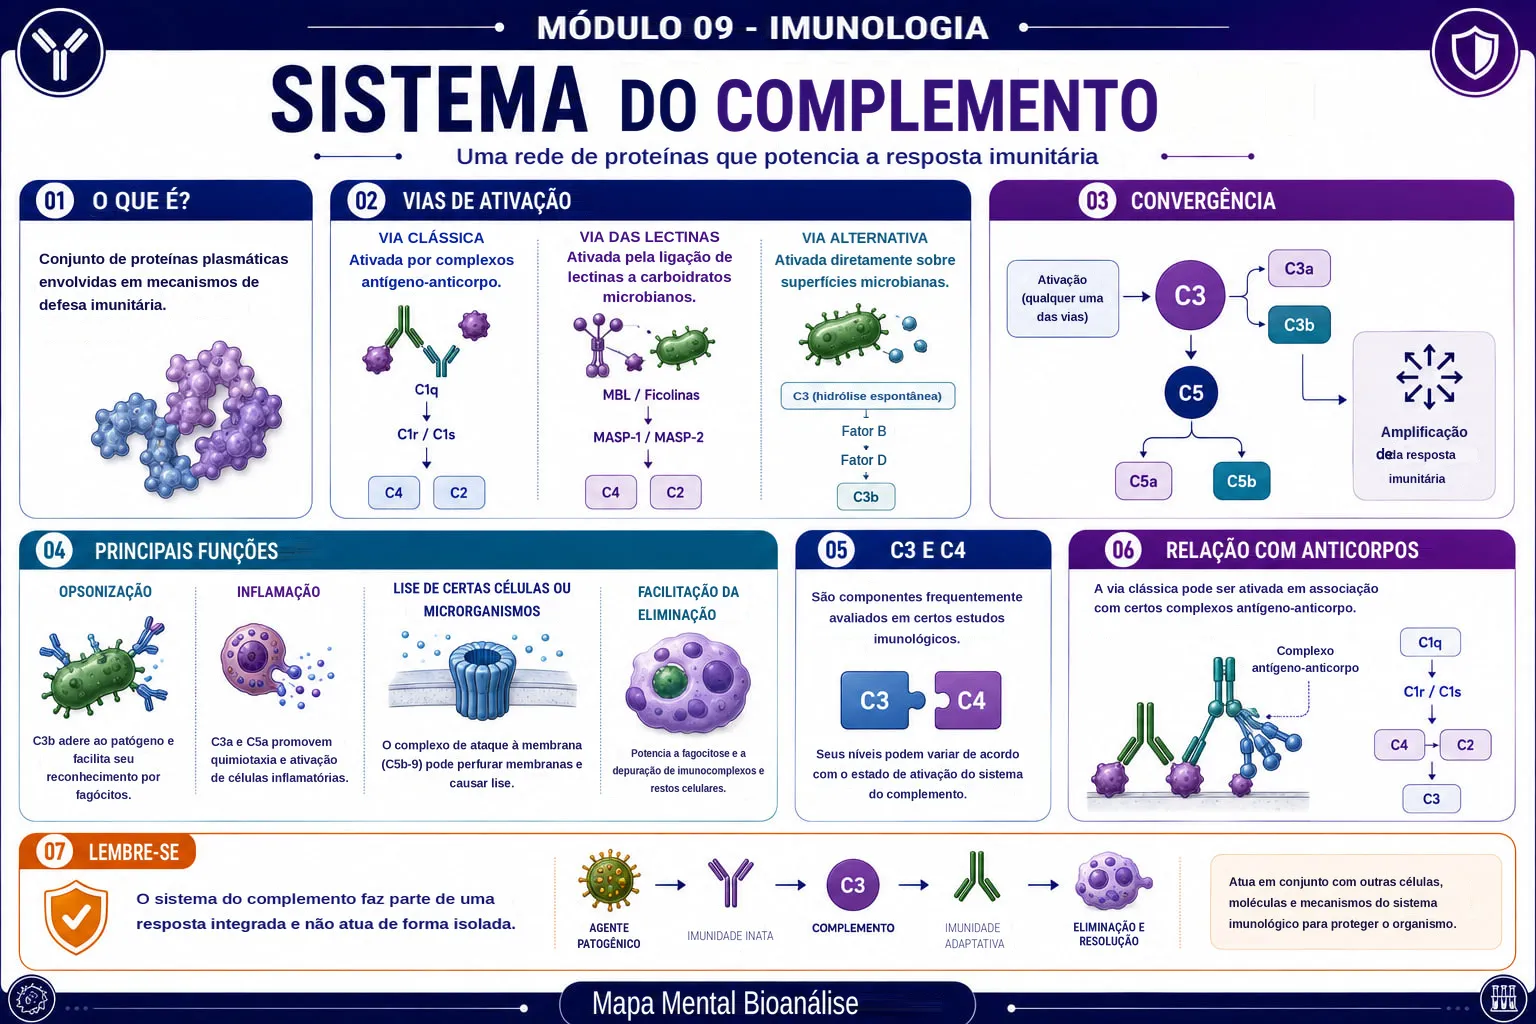 MÓDULO 09 - IMUNOLOGIA
SISTEMA DO COMPLEMENTO
Uma rede de proteínas que potencia a resposta imunitária
01 O QUE É?
Conjunto de proteínas plasmáticas
envolvidas em mecanismos de
defesa imunitária.
02 VIAS DE ATIVAÇÃO
VIA CLÁSSICA
Ativada por complexos
antígeno-anticorpo.
C1q
C1r / C1s
C4 C2
VIA DAS LECTINAS
Ativada pela ligação de
lectinas a carboidratos
microbianos.
MBL / Ficolinas
MASP-1 / MASP-2
C4 C2
VIA ALTERNATIVA
Ativada diretamente sobre
superfícies microbianas.
C3 (hidrólise espontânea)
Fator B
Fator D
C3b
03 CONVERGÊNCIA
Ativação
(qualquer uma
das vias)
C3
C3a
C3b
C5
C5a
C5b
Amplificação
da resposta
imunitária
04 PRINCIPAIS FUNÇÕES
OPSONIZAÇÃO
C3b adere ao patógeno e
facilita seu
reconhecimento por
fagócitos.
INFLAMAÇÃO
C3a e C5a promovem
quimiotaxia e ativação
de células inflamatórias.
LISE DE CERTAS CÉLULAS OU
MICRORGANISMOS
O complexo de ataque à membrana
(C5b-9) pode perfurar membranas e
causar lise.
FACILITAÇÃO DA
ELIMINAÇÃO
Potencia a fagocitose e a
depuração de imunocomplexos e
restos celulares.
05 C3 E C4
São componentes frequentemente
avaliados em certos estudos
imunológicos.
C3 C4
Seus níveis podem variar de acordo
com o estado de ativação do sistema
do complemento.
06 RELAÇÃO COM ANTICORPOS
A via clássica pode ser ativada em associação
com certos complexos antígeno-anticorpo.
Complexo
antígeno-anticorpo
C1q
C1r / C1s
C4 C2
C3
07 LEMBRE-SE
O sistema do complemento faz parte de uma
resposta integrada e não atua de forma isolada.
AGENTE
PATOGÊNICO
IMUNIDADE INATA
C3
COMPLEMENTO
IMUNIDADE
ADAPTATIVA
ELIMINAÇÃO E
RESOLUÇÃO
Atua em conjunto com outras células,
moléculas e mecanismos do sistema
imunológico para proteger o organismo.
Mapa Mental Bioanálise